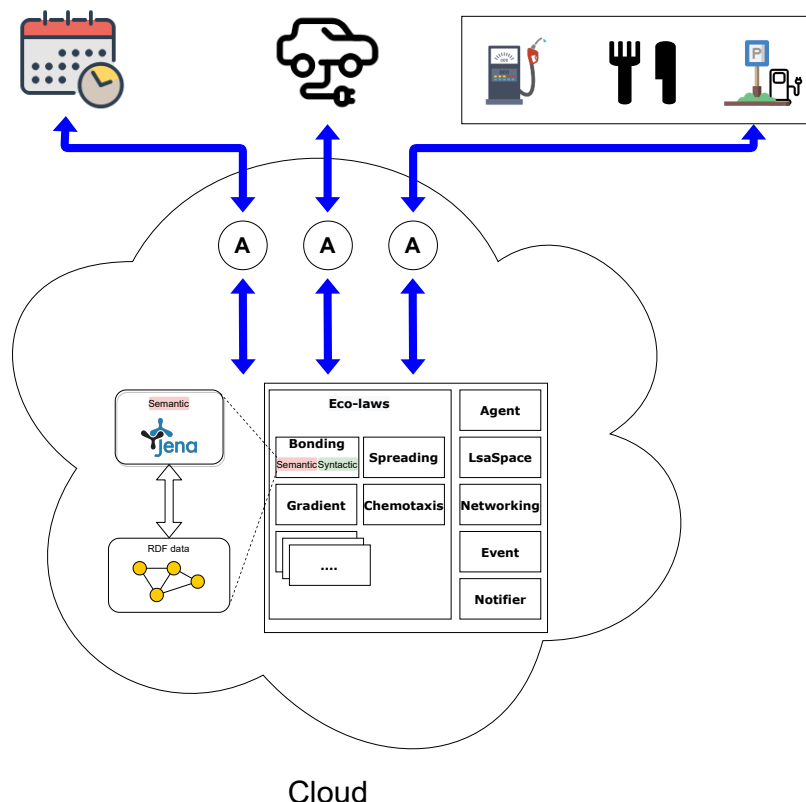 P
A
A
A
Eco-laws
Bonding
Semantic Syntactic
Spreading
Gradient
Chemotaxis
....
Agent
LsaSpace
Networking
Event
Notifier
Semantic
jena
RDF data
Cloud